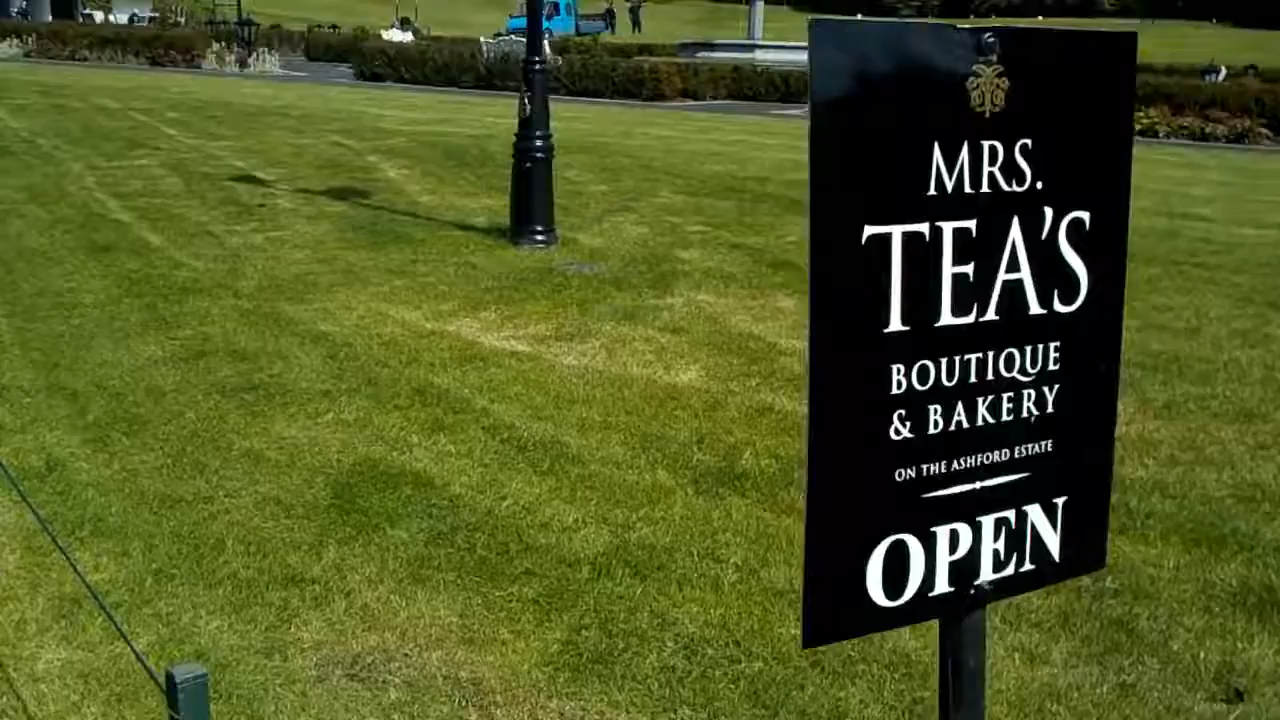 MRS.
TEA'S
BOUTIQUE
& BAKERY
ON THE ASHFORD ESTATE
OPEN